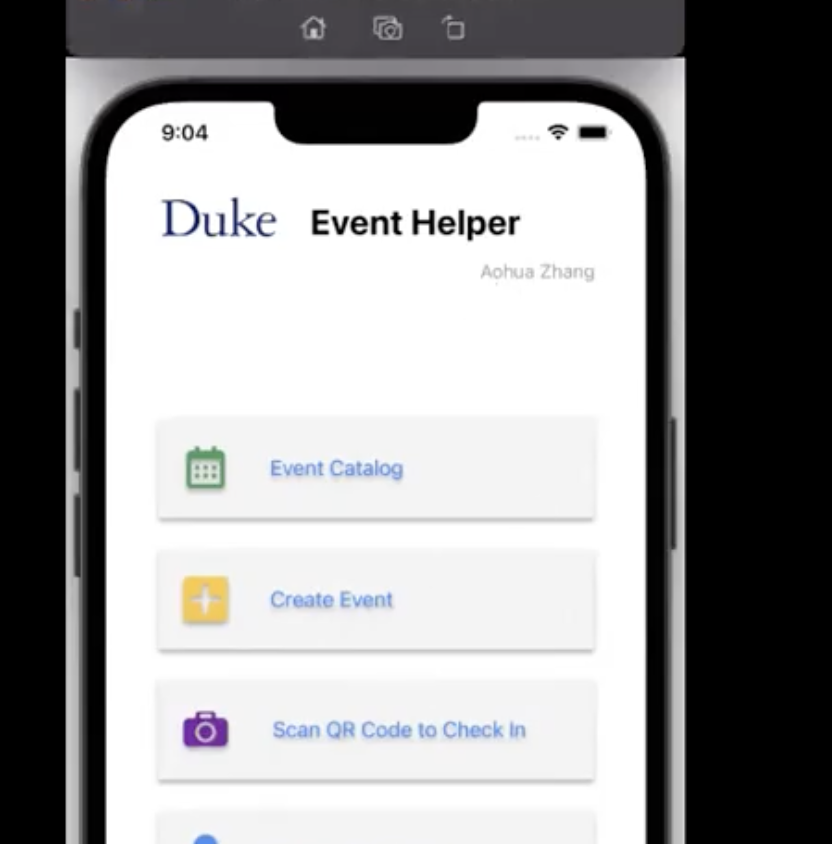 9:04
Duke Event Helper
Aohua Zhang
Event Catalog
Create Event
Scan QR Code to Check In